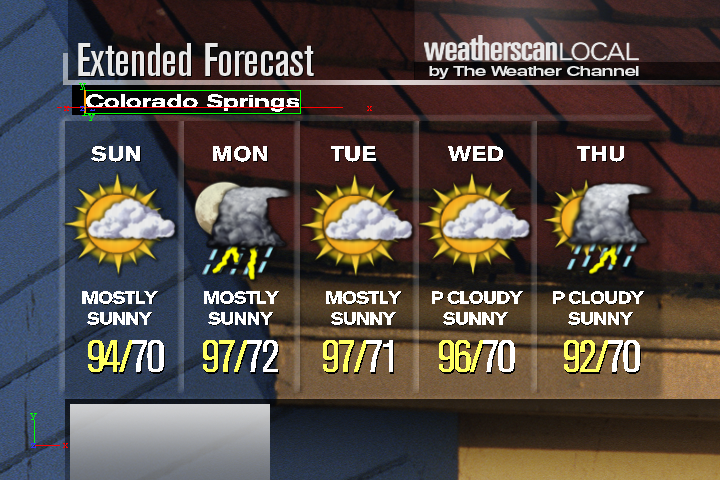 Extended Forecast
weatherscanLOCAL
by The Weather Channel
Colorado Springs
SUN MON TUE WED THU
MOSTLY SUNNY
MOSTLY SUNNY
MOSTLY SUNNY
P CLOUDY SUNNY
P CLOUDY SUNNY
94/70 97/72 97/71 96/70 92/70